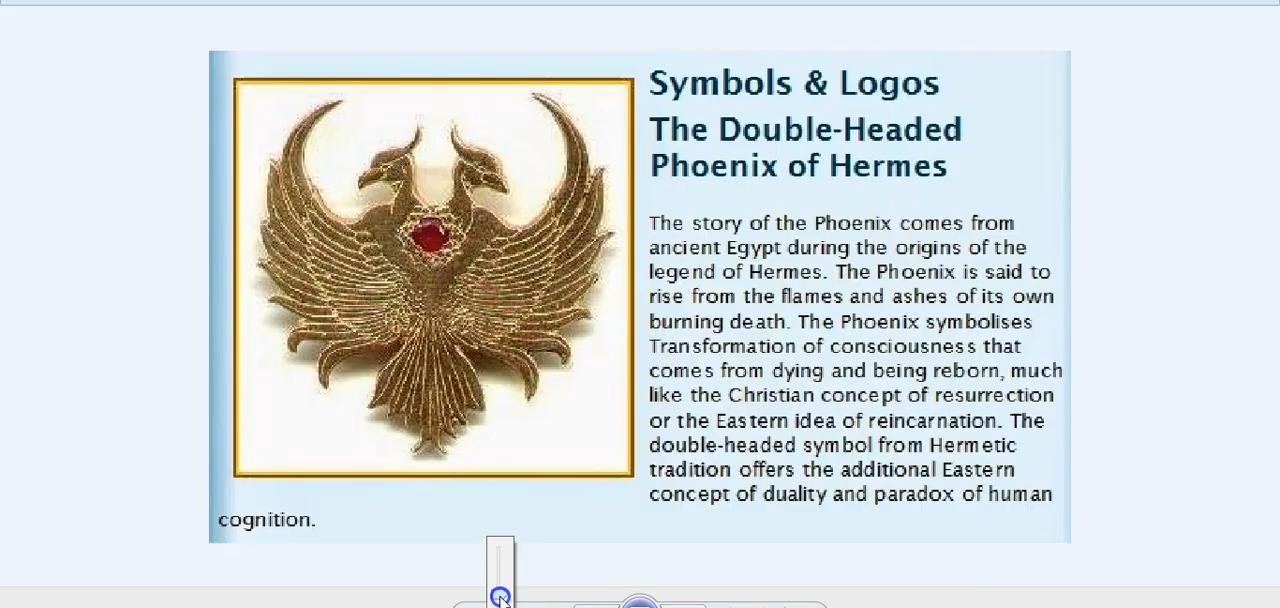 Symbols & Logos
The Double-Headed
Phoenix of Hermes
The story of the Phoenix comes from
ancient Egypt during the origins of the
legend of Hermes. The Phoenix is said to
rise from the flames and ashes of its own
burning death. The Phoenix symbolises
Transformation of consciousness that
comes from dying and being reborn, much
like the Christian concept of resurrection
or the Eastern idea of reincarnation. The
double-headed symbol from Hermetic
tradition offers the additional Eastern
concept of duality and paradox of human
cognition.